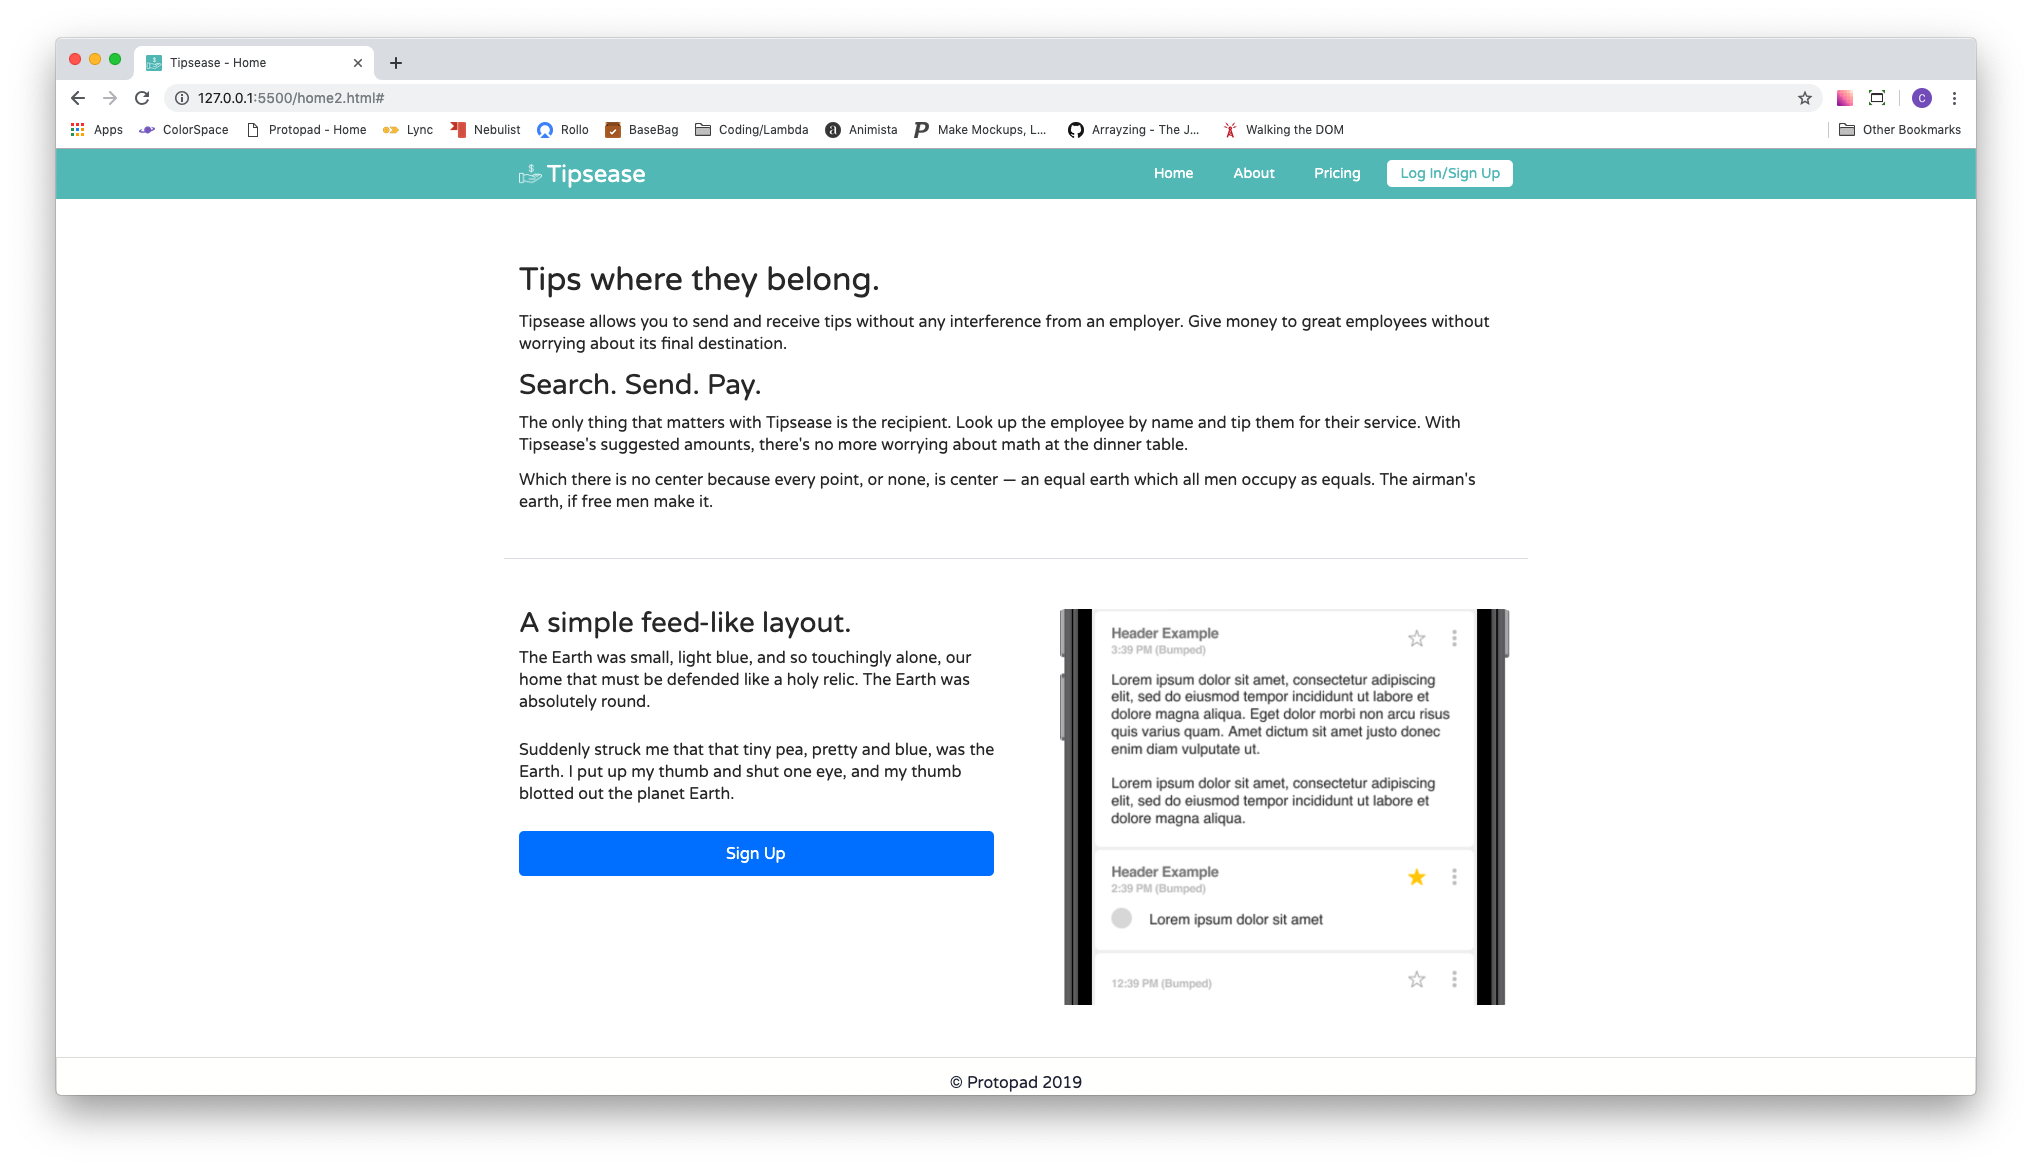 Tipsease - Home
127.0.0.1:5500/home2.html#
Apps ColorSpace Protopad - Home Lync Nebulist Rollo BaseBag Coding/Lambda a Animista P Make Mockups, L... Arrayzing - The J... Walking the DOM Other Bookmarks
C
Tipsease Home About Pricing Log In/Sign Up
Tips where they belong.
Tipsease allows you to send and receive tips without any interference from an employer. Give money to great employees without
worrying about its final destination.
Search. Send. Pay.
The only thing that matters with Tipsease is the recipient. Look up the employee by name and tip them for their service. With
Tipsease's suggested amounts, there's no more worrying about math at the dinner table.
Which there is no center because every point, or none, is center — an equal earth which all men occupy as equals. The airman's
earth, if free men make it.
A simple feed-like layout.
The Earth was small, light blue, and so touchingly alone, our
home that must be defended like a holy relic. The Earth was
absolutely round.
Suddenly struck me that that tiny pea, pretty and blue, was the
Earth. I put up my thumb and shut one eye, and my thumb
blotted out the planet Earth.
Sign Up
Header Example
3:39 PM (Bumped)
Lorem ipsum dolor sit amet, consectetur adipiscing
elit, sed do eiusmod tempor incididunt ut labore et
dolore magna aliqua. Eget dolor morbi non arcu risus
quis varius quam. Amet dictum sit amet justo donec
enim diam vulputate ut.
Lorem ipsum dolor sit amet, consectetur adipiscing
elit, sed do eiusmod tempor incididunt ut labore et
dolore magna aliqua.
Header Example
2:39 PM (Bumped)
Lorem ipsum dolor sit amet
12:39 PM (Bumped)
© Protopad 2019